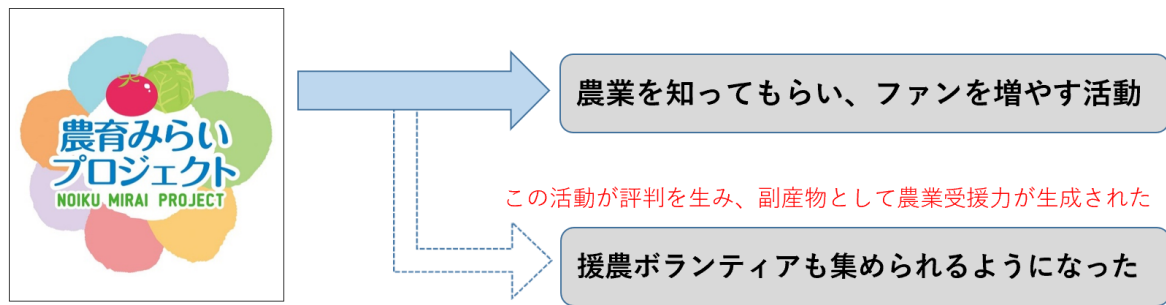 農育みらい
プロジェクト
NOIKU MIRAI PROJECT
農業を知ってもらい、ファンを増やす活動
この活動が評判を生み、副産物として農業受援力が生成された
援農ボランティアも集められるようになった